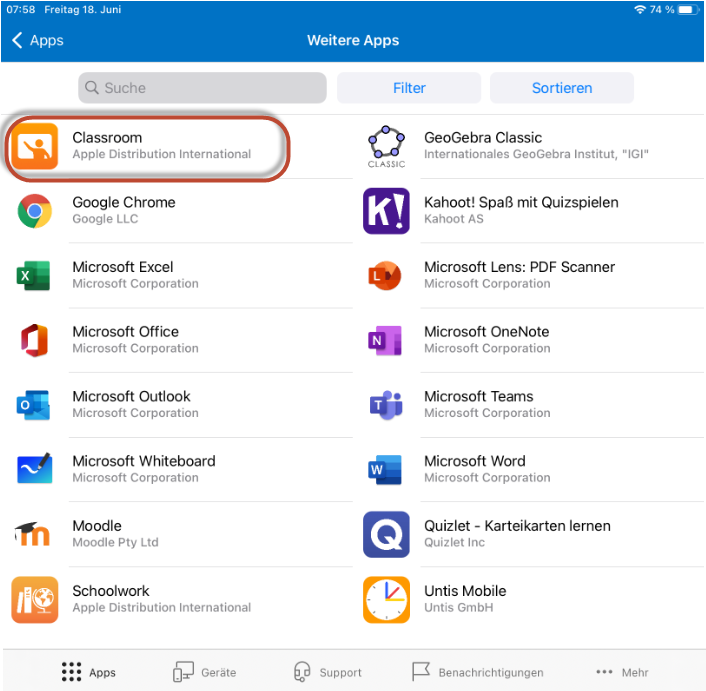 07:58 Freitag 18. Juni 74 %
Apps Weitere Apps
Suche Filter Sortieren
Classroom
Apple Distribution International
GeoGebra Classic
Internationales GeoGebra Institut, "IGI"
CLASSIC
Google Chrome
Google LLC
K!
Kahoot! Spaß mit Quizspielen
Kahoot AS
X
Microsoft Excel
Microsoft Corporation
L
Microsoft Lens: PDF Scanner
Microsoft Corporation
Microsoft Office
Microsoft Corporation
N
Microsoft OneNote
Microsoft Corporation
O
Microsoft Outlook
Microsoft Corporation
T
Microsoft Teams
Microsoft Corporation
Microsoft Whiteboard
Microsoft Corporation
W
Microsoft Word
Microsoft Corporation
m
Moodle
Moodle Pty Ltd
Q
Quizlet - Karteikarten lernen
Quizlet Inc
Schoolwork
Apple Distribution International
Untis Mobile
Untis GmbH
Apps Geräte Support Benachrichtigungen Mehr